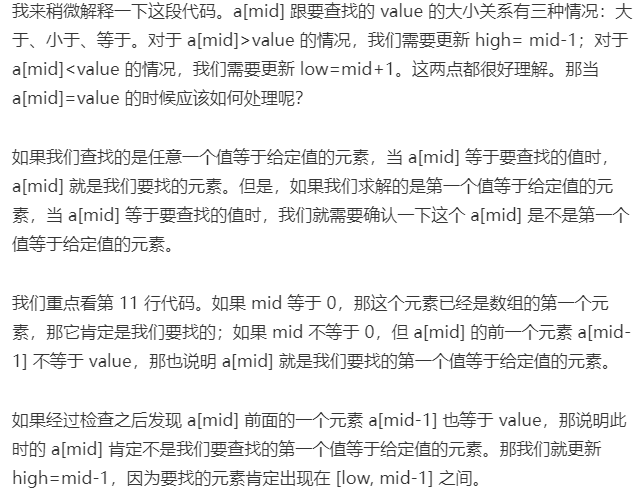 我来稍微解释一下这段代码。a[mid] 跟要查找的 value 的大小关系有三种情况：大
于、小于、等于。对于 a[mid]>value 的情况，我们需要更新 high= mid-1；对于
a[mid]<value 的情况，我们需要更新 low=mid+1。这两点都很好理解。那当
a[mid]=value 的时候应该如何处理呢？
如果我们查找的是任意一个值等于给定值的元素，当 a[mid] 等于要查找的值时，
a[mid] 就是我们要找的元素。但是，如果我们求解的是第一个值等于给定值的元
素，当 a[mid] 等于要查找的值时，我们就需要确认一下这个 a[mid] 是不是第一个
值等于给定值的元素。
我们重点看第 11 行代码。如果 mid 等于 0，那这个元素已经是数组的第一个元
素，那它肯定是我们要找的；如果 mid 不等于 0，但 a[mid] 的前一个元素 a[mid-
1] 不等于 value，那也说明 a[mid] 就是我们要找的第一个值等于给定值的元素。
如果经过检查之后发现 a[mid] 前面的一个元素 a[mid-1] 也等于 value，那说明此
时的 a[mid] 肯定不是我们要查找的第一个值等于给定值的元素。那我们就更新
high=mid-1，因为要找的元素肯定出现在 [low, mid-1] 之间。